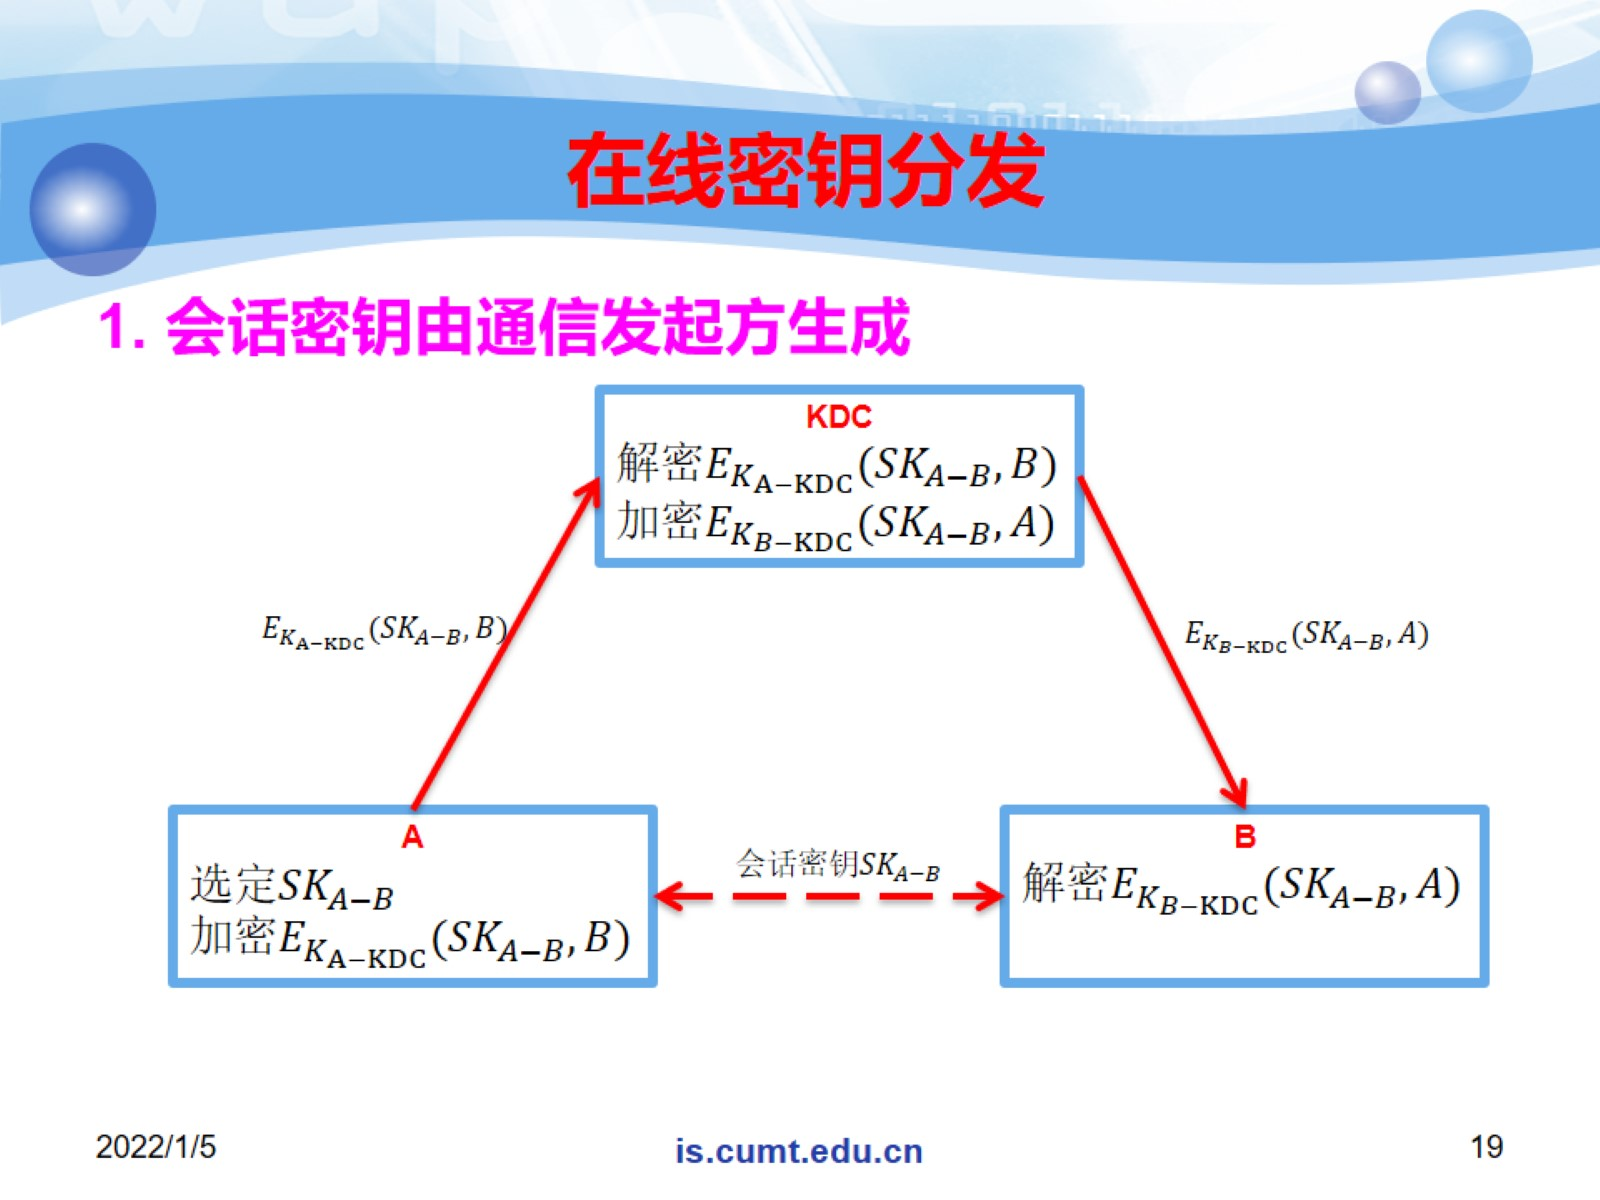 在线密钥分发
1. 会话密钥由通信发起方生成
KDC
解密E_{K_{A−KDC}}(SK_{A−B}, B)
加密E_{K_{B−KDC}}(SK_{A−B}, A)
E_{K_{A−KDC}}(SK_{A−B}, B)
E_{K_{B−KDC}}(SK_{A−B}, A)
A
选定SK_{A−B}
加密E_{K_{A−KDC}}(SK_{A−B}, B)
会话密钥SK_{A−B}
B
解密E_{K_{B−KDC}}(SK_{A−B}, A)
2022/1/5
is.cumt.edu.cn
19